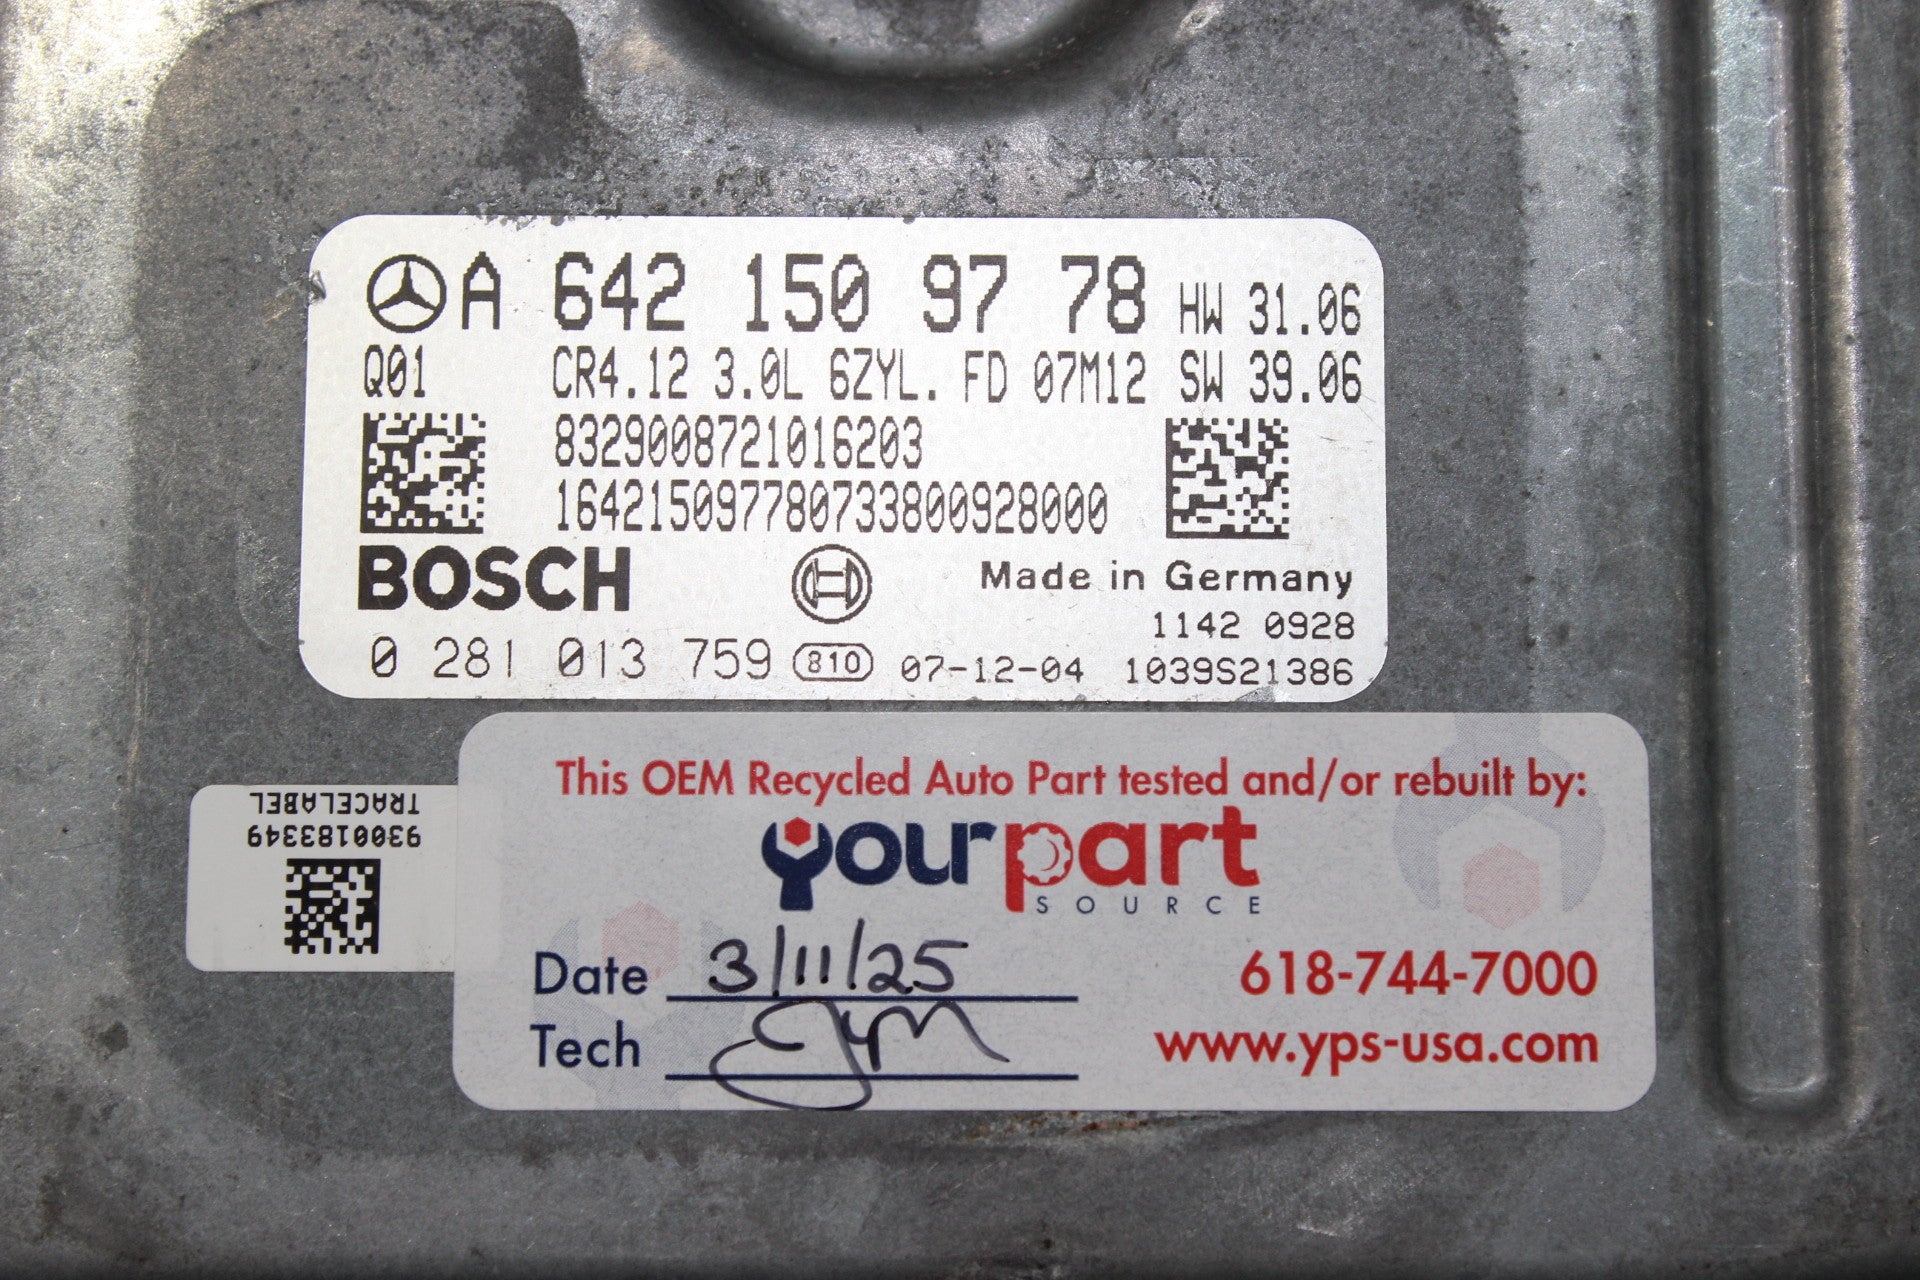 A 642 150 97 78 HW 31.06
Q01 CR4.12 3.0L 6ZYL. FD 07M12 SW 39.06
8329008721016203
16421509778073380092​8000
BOSCH Made in Germany
1142 0928
0 281 013 759 810 07-12-04 1039S21386
This OEM Recycled Auto Part tested and/or rebuilt by:
yourpart
SOURCE
TRACELABEL
9300183349
Date 3/11/25 618-744-7000
Tech www.yps-usa.com